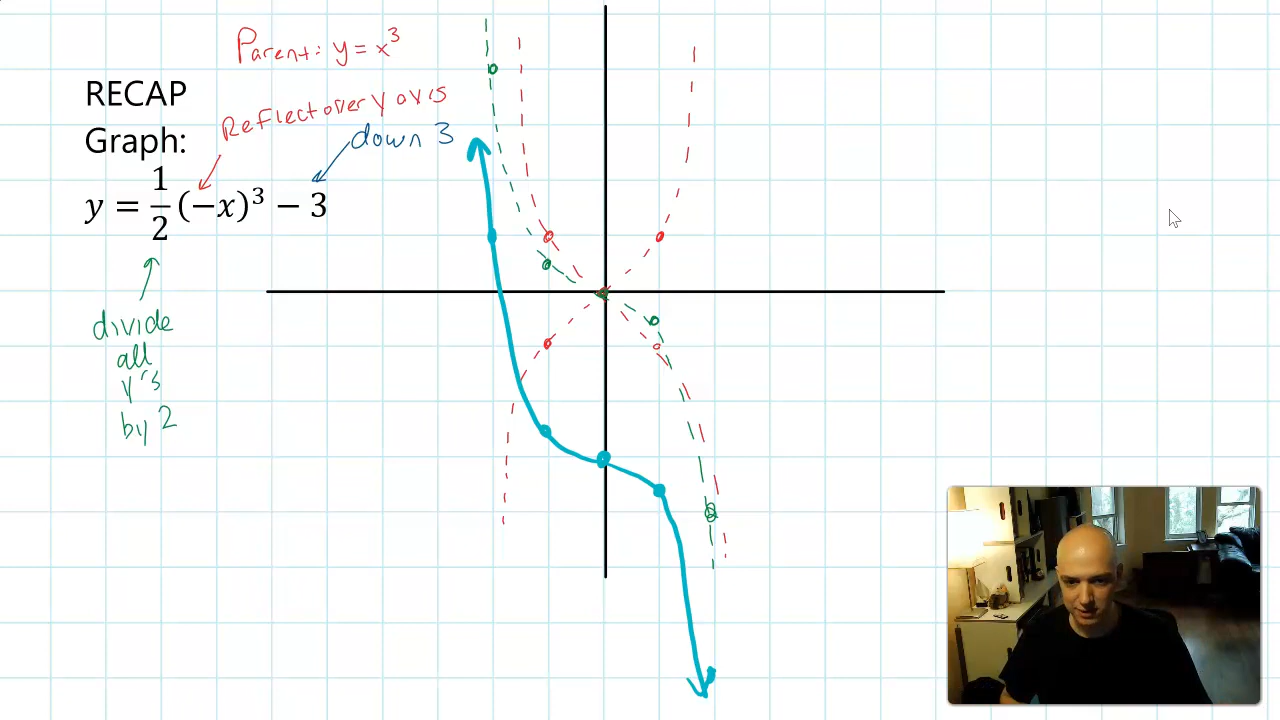 Parent: y = x³
RECAP
Reflect over y axis
Graph:
down 3
y = 1/2 (−x)³ − 3
divide
all
y's
by 2